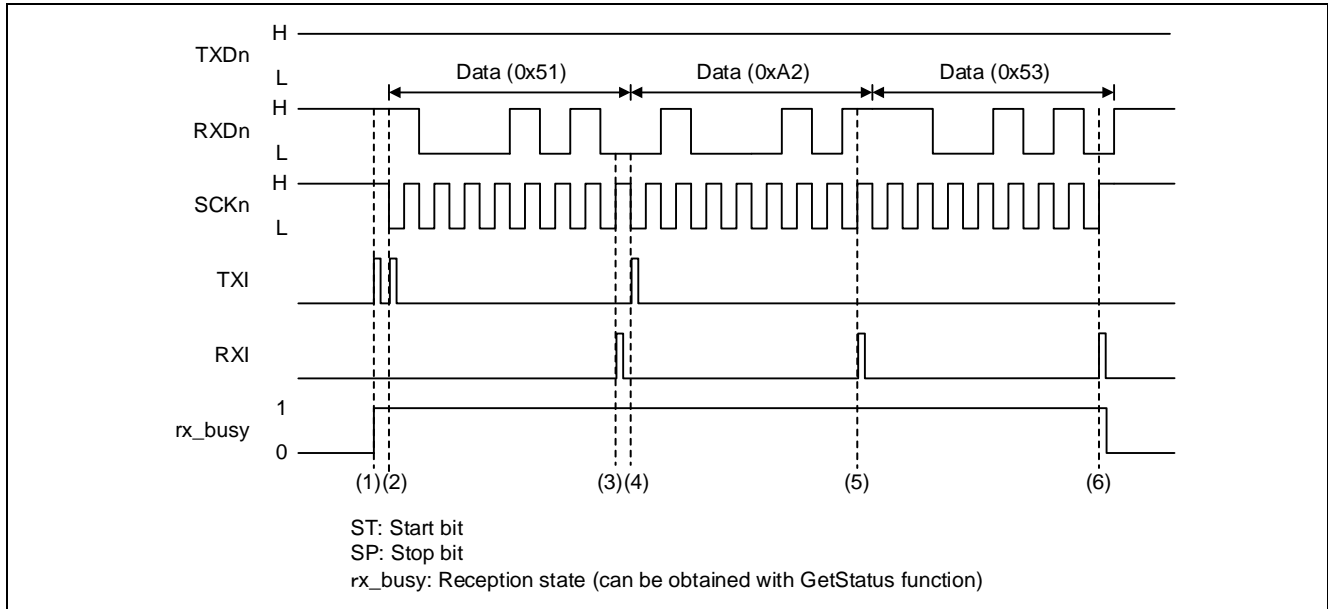 H
TXDn
L
Data (0x51) Data (0xA2) Data (0x53)
H
RXDn
L
H
SCKn
L
TXI
RXI
1
rx_busy
0
(1) (2) (3) (4) (5) (6)
ST: Start bit
SP: Stop bit
rx_busy: Reception state (can be obtained with GetStatus function)